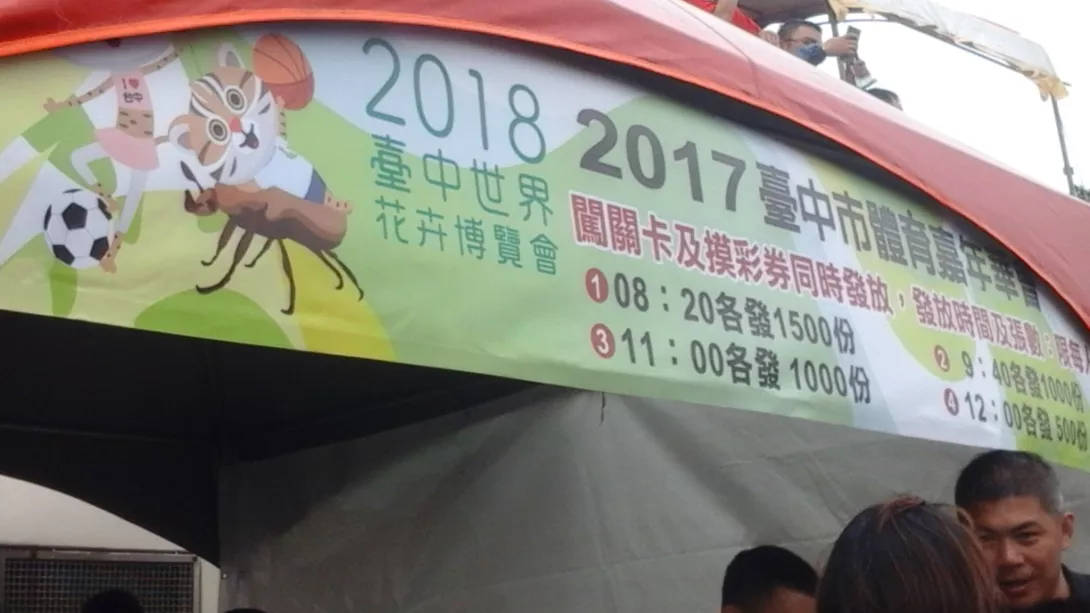 I ♥
台中
2018
臺中世界
花卉博覽會
2017臺中市體育嘉年華會
闖關卡及摸彩券同時發放，發放時間及張數：限每
1 08：20各發1500份
2 9：40各發1000份
3 11：00各發1000份
4 12：00各發500份